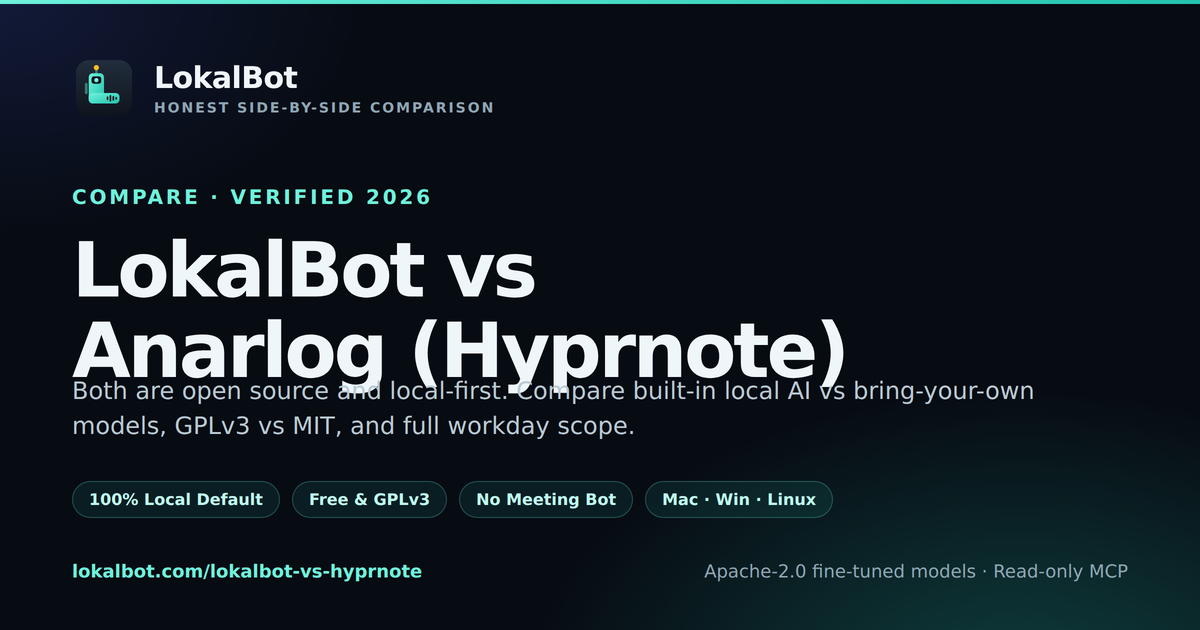 LokalBot
HONEST SIDE-BY-SIDE COMPARISON
COMPARE · VERIFIED 2026
LokalBot vs
Anarlog (Hyprnote)
Both are open source and local-first. Compare built-in local AI vs bring-your-own
models, GPLv3 vs MIT, and full workday scope.
100% Local Default
Free & GPLv3
No Meeting Bot
Mac · Win · Linux
lokalbot.com/lokalbot-vs-hyprnote
Apache-2.0 fine-tuned models · Read-only MCP